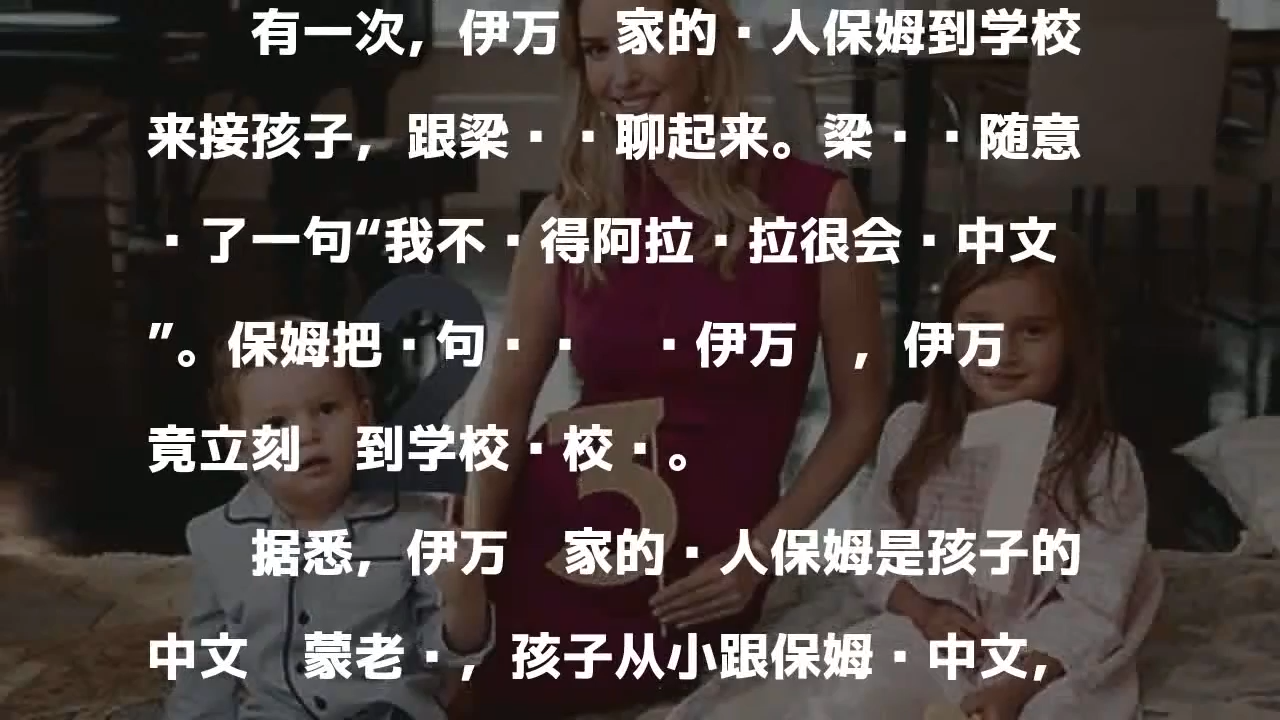 有一次，伊万　家的·人保姆到学校
来接孩子，跟梁··聊起来。梁··随意
·了一句“我不·得阿拉·拉很会·中文
”。保姆把·句··　·伊万　，伊万
竟立刻　到学校·校·。
据悉，伊万　家的·人保姆是孩子的
中文　蒙老·，孩子从小跟保姆·中文，
2
3
1